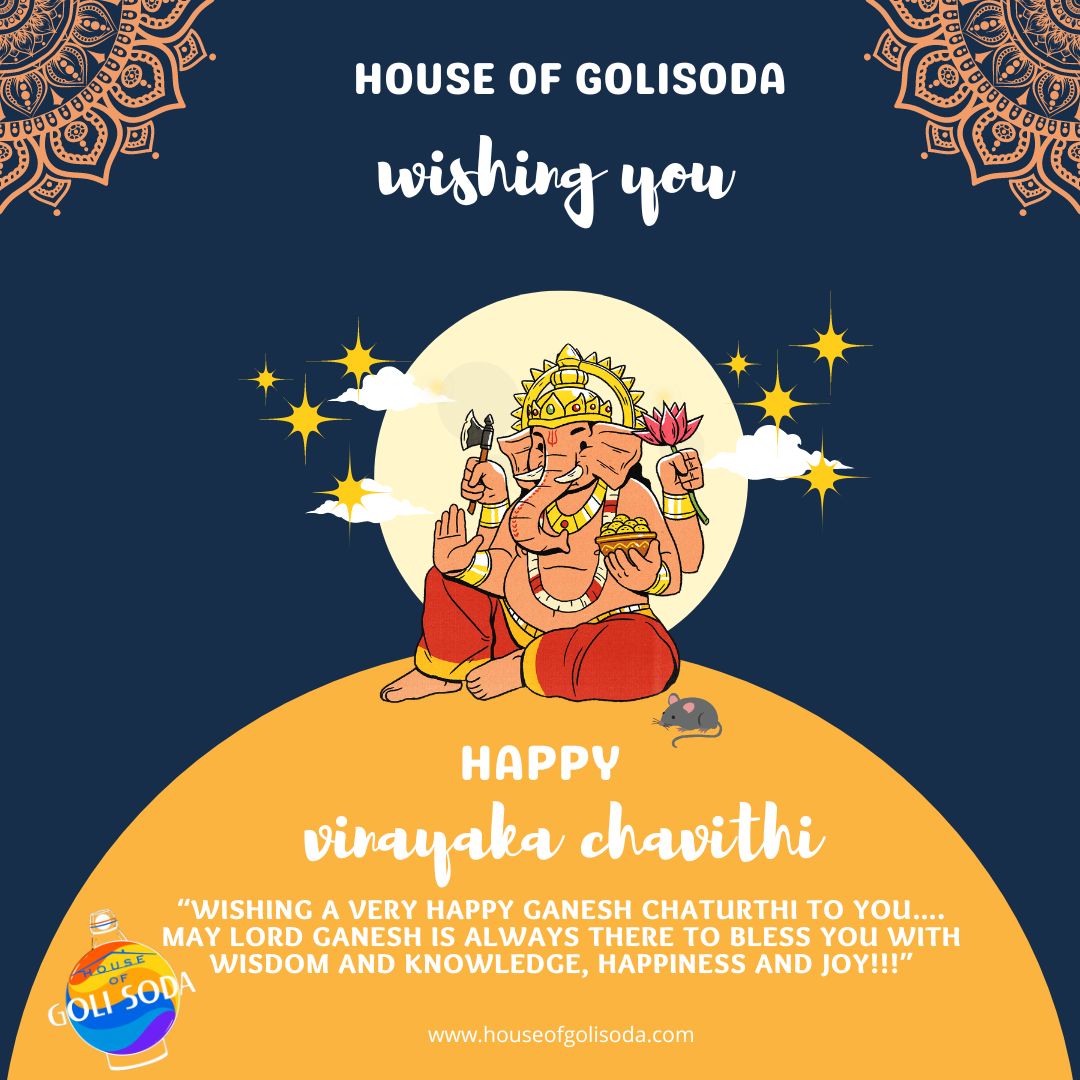 HOUSE OF GOLISODA
wishing you
HAPPY
vinayaka chavithi
“WISHING A VERY HAPPY GANESH CHATURTHI TO YOU....
MAY LORD GANESH IS ALWAYS THERE TO BLESS YOU WITH
WISDOM AND KNOWLEDGE, HAPPINESS AND JOY!!!”
HOUSE
OF
GOLI SODA
www.houseofgolisoda.com